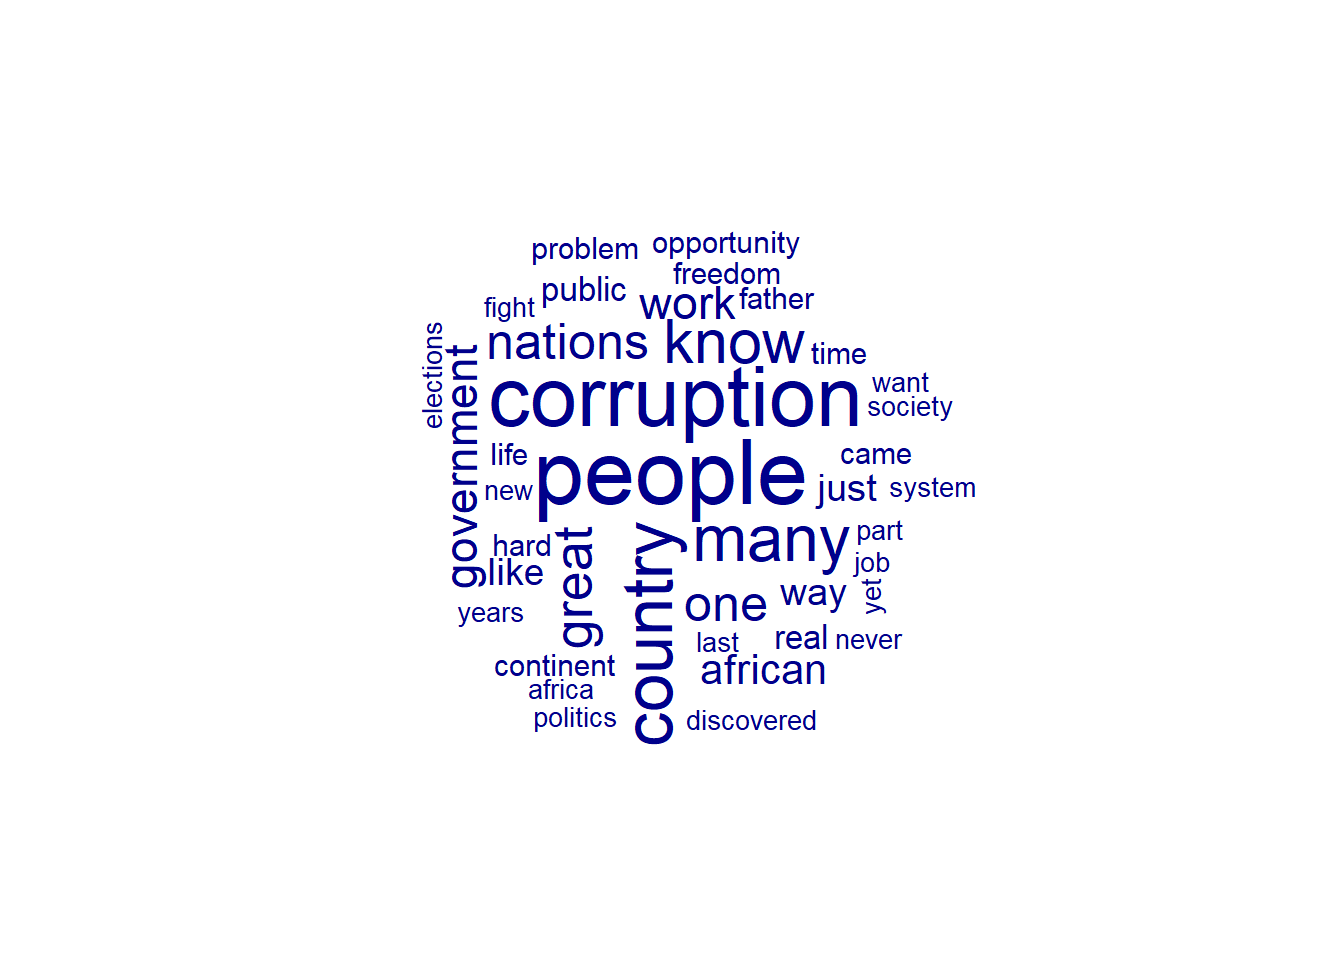 problem
opportunity
freedom
public
work
father
fight
nations
know
time
elections
government
corruption
want
society
life
people
came
new
just
system
great
country
many
part
hard
like
job
one
way
yet
years
last
real
never
continent
african
africa
politics
discovered